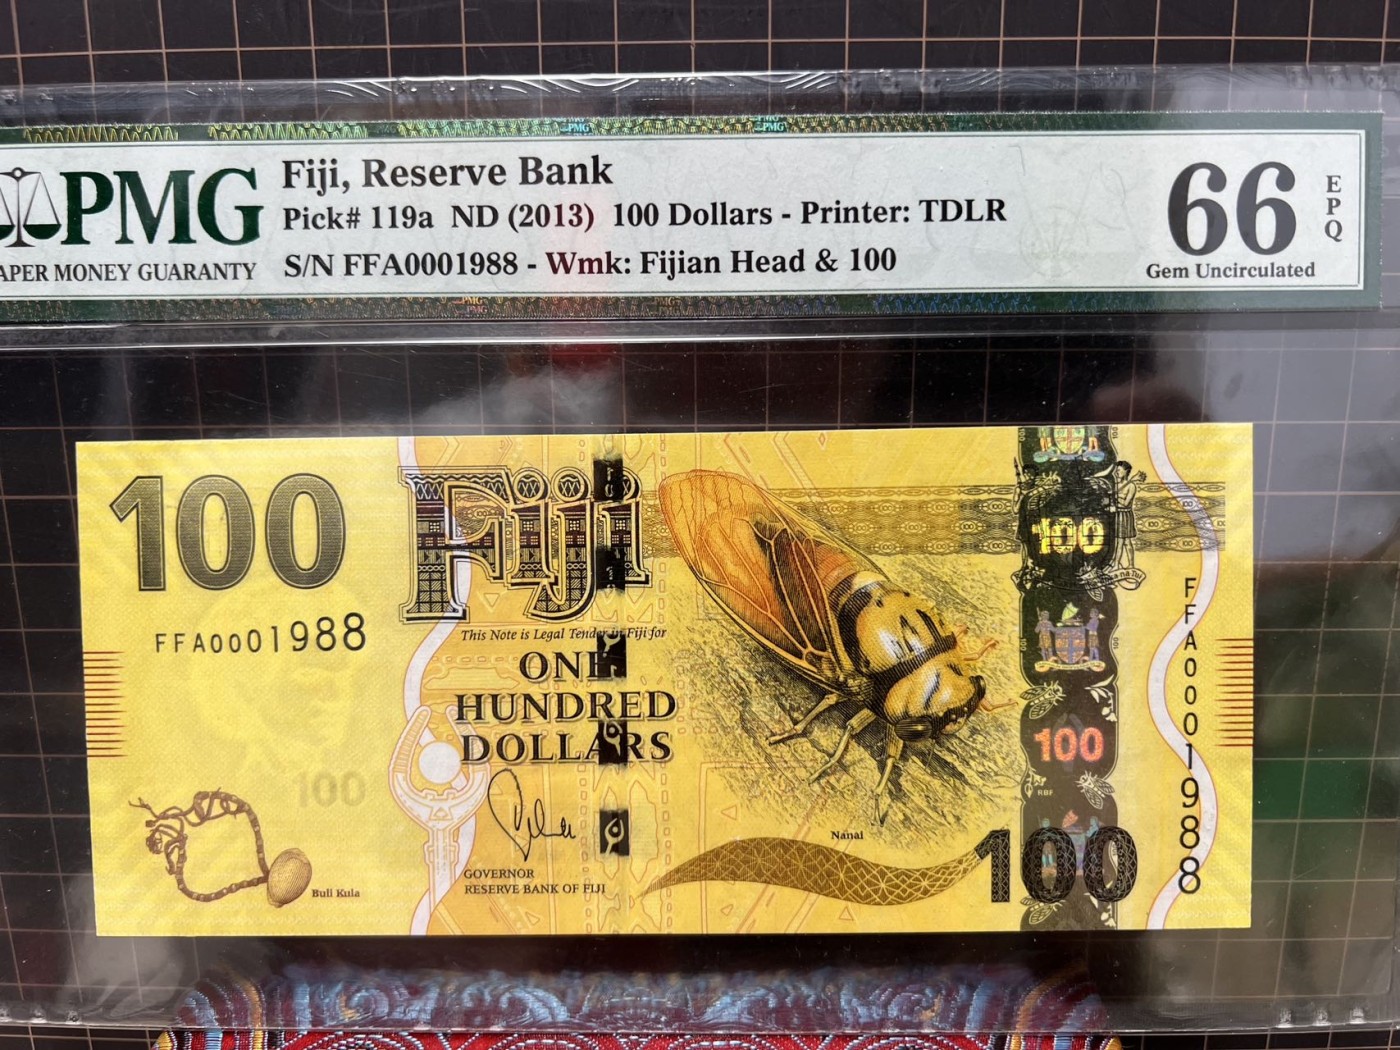 PMG
APER MONEY GUARANTY
Fiji, Reserve Bank
Pick# 119a ND (2013) 100 Dollars - Printer: TDLR
S/N FFA0001988 - Wmk: Fijian Head & 100
66
EPQ
Gem Uncirculated
100
FFA0001988
Fiji
This Note is Legal Tender in Fiji for
ONE
HUNDRED
DOLLARS
GOVERNOR
RESERVE BANK OF FIJI
100
Buli Kula
Nanai
100
100
RBF
100
FFA0001988